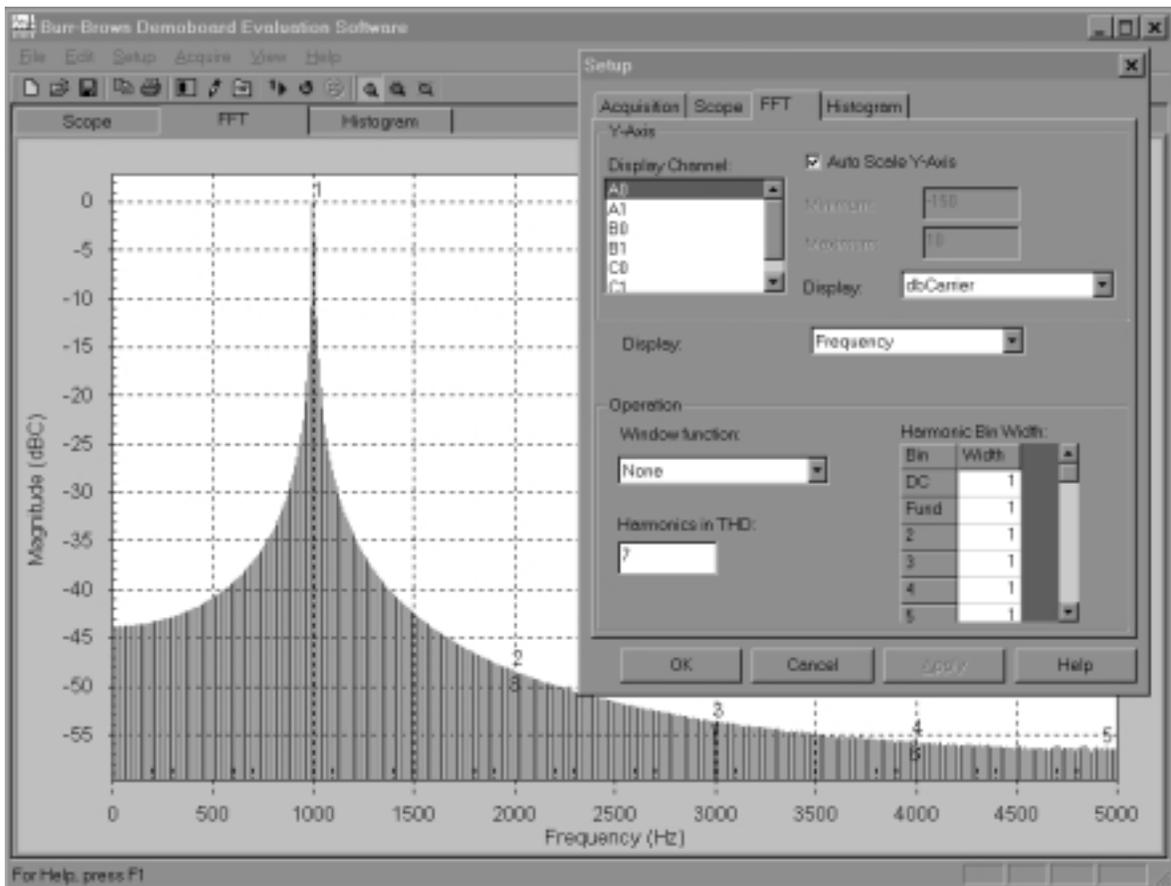 Burr-Brown Demoboard Evaluation Software
File Edit Setup Acquire View Help
Scope FFT Histogram
Setup
Acquisition Scope FFT Histogram
Y-Axis
Display Channel:
A0
A1
B0
B1
C0
C1
Auto Scale Y-Axis
Minimum: -150
Maximum: 10
Display: dbCarrier
Display: Frequency
Operation
Window function:
None
Harmonics in THD:
7
Harmonic Bin Width:
Bin Width
DC 1
Fund 1
2 1
3 1
4 1
5 1
OK Cancel Apply Help
Magnitude (dBC)
0
-5
-10
-15
-20
-25
-30
-35
-40
-45
-50
-55
1
2
3
4
5
0 500 1000 1500 2000 2500 3000 3500 4000 4500 5000
Frequency (Hz)
For Help, press F1